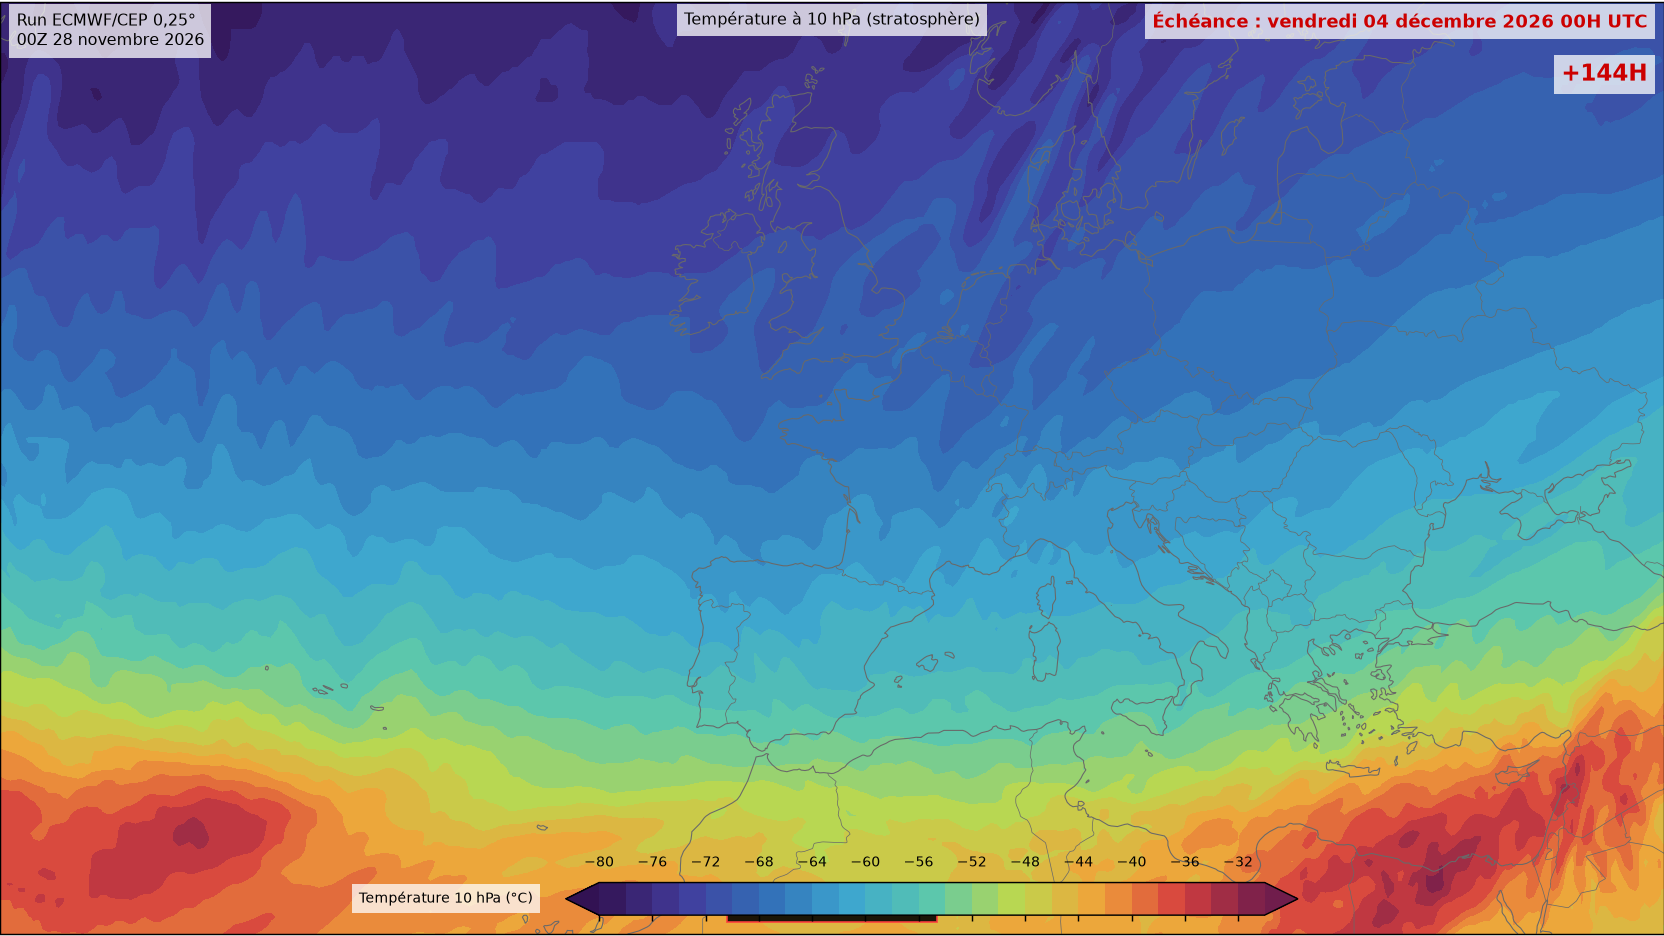 Run ECMWF/CEP 0,25°
00Z 28 novembre 2026
Température à 10 hPa (stratosphère)
Échéance : vendredi 04 décembre 2026 00H UTC
+144H
−80 −76 −72 −68 −64 −60 −56 −52 −48 −44 −40 −36 −32
Température 10 hPa (°C)